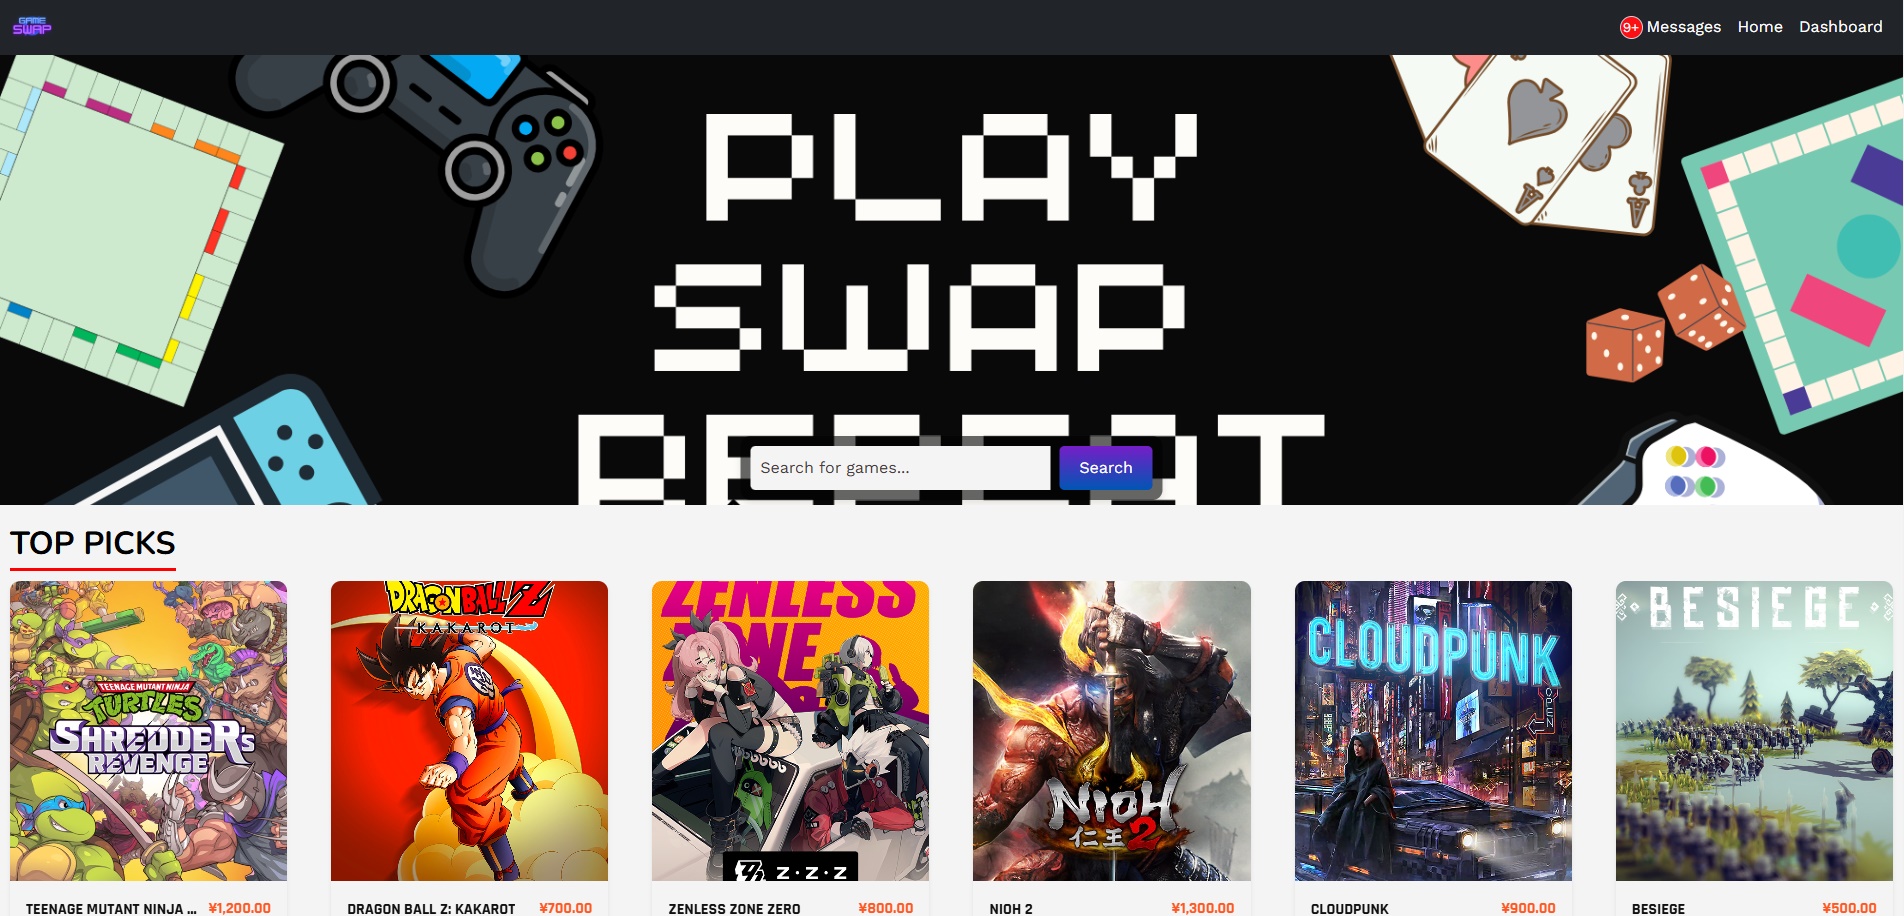 GAME
SWAP
9+ Messages Home Dashboard
PLAY
SWAP
REPEAT
Search for games...
Search
TOP PICKS
TEENAGE MUTANT NINJA
TURTLES
SHREDDER'S
REVENGE
DRAGON BALL Z
KAKAROT
ZENLESS
ZONE
Z·Z·Z
NIOH
仁王2
CLOUDPUNK
OPEN
BESIEGE
TEENAGE MUTANT NINJA ... ¥1,200.00
DRAGON BALL Z: KAKAROT ¥700.00
ZENLESS ZONE ZERO ¥800.00
NIOH 2 ¥1,300.00
CLOUDPUNK ¥900.00
BESIEGE ¥500.00